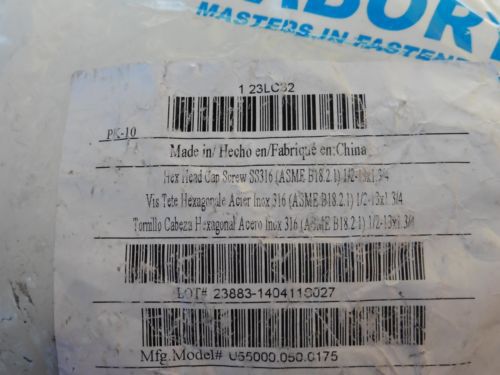 MASTERS IN FASTEN
1 23LC32
PK-10
Made in/ Hecho en/Fabriqué en:China
Hex Head Cap Screw SS316 (ASME B18.2.1) 1/2-13x1 3/4
Vis Tete Hexagonale Acier Inox 316 (ASME B18.2.1) 1/2-13x1 3/4
Tornillo Cabeza Hexagonal Acero Inox 316 (ASME B18.2.1) 1/2-13x1 3/4
LOT# 23883-140411S027
Mfg.Model# U55000.050.0175